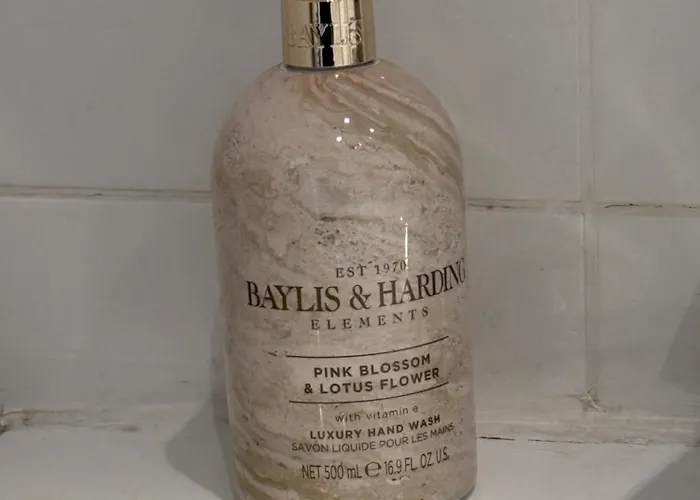 BAYLIS
EST 1970
BAYLIS & HARDING
ELEMENTS
PINK BLOSSOM
& LOTUS FLOWER
with vitamin e
LUXURY HAND WASH
SAVON LIQUIDE POUR LES MAINS
NET 500 mL ℮ 16.9 FL. OZ. U.S.